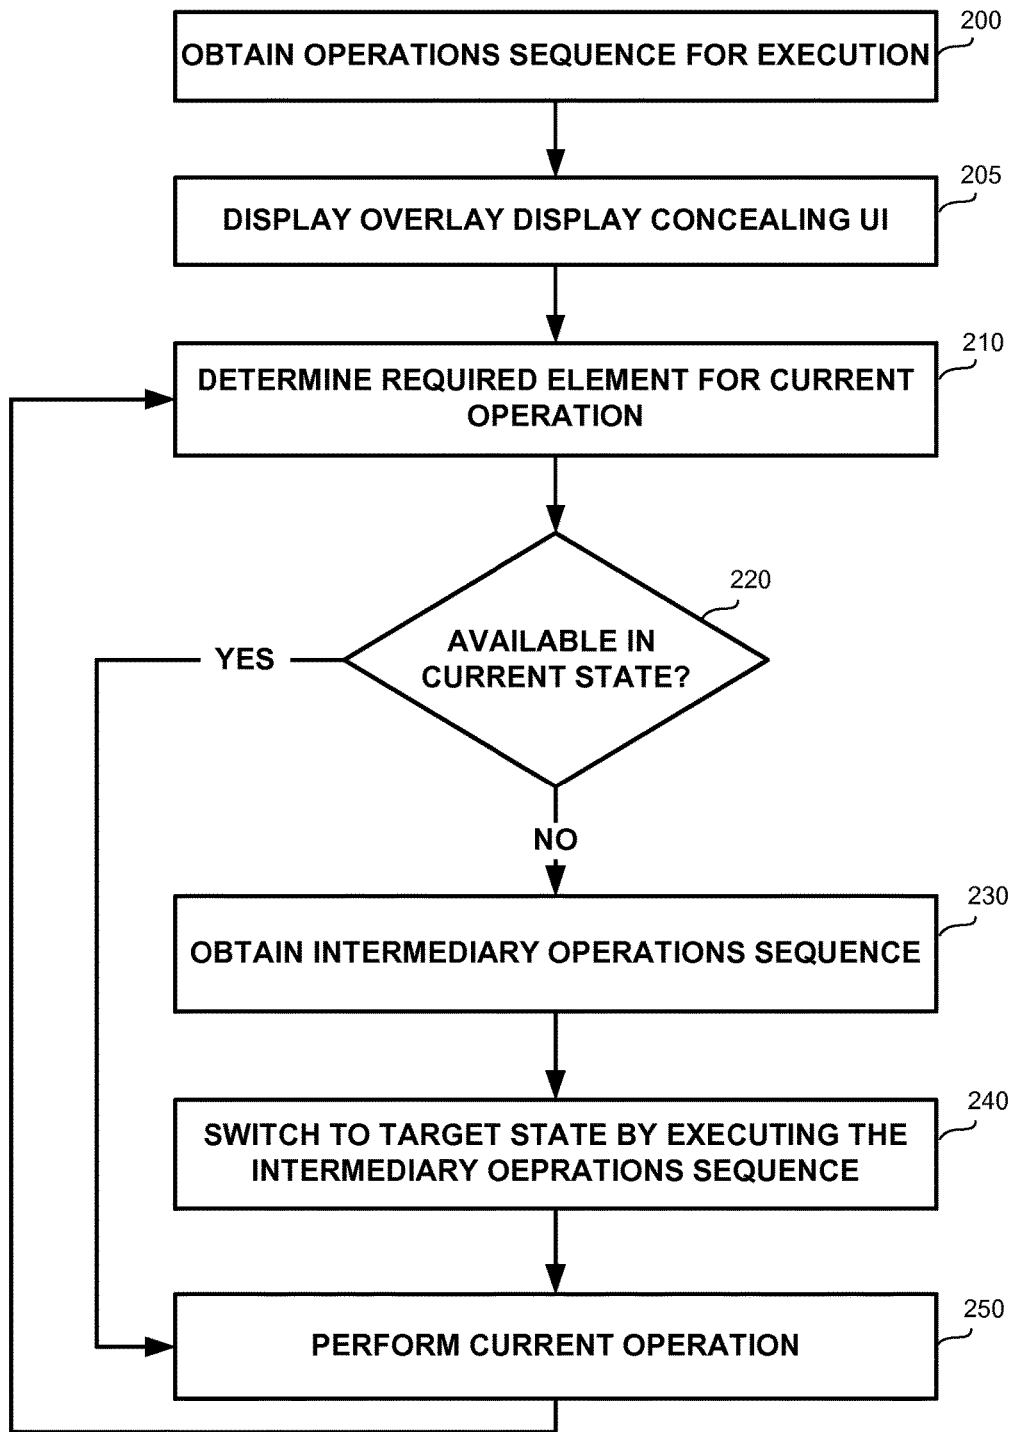 200
OBTAIN OPERATIONS SEQUENCE FOR EXECUTION
205
DISPLAY OVERLAY DISPLAY CONCEALING UI
210
DETERMINE REQUIRED ELEMENT FOR CURRENT
OPERATION
220
AVAILABLE IN
CURRENT STATE?
YES
NO
230
OBTAIN INTERMEDIARY OPERATIONS SEQUENCE
240
SWITCH TO TARGET STATE BY EXECUTING THE
INTERMEDIARY OEPRATIONS SEQUENCE
250
PERFORM CURRENT OPERATION